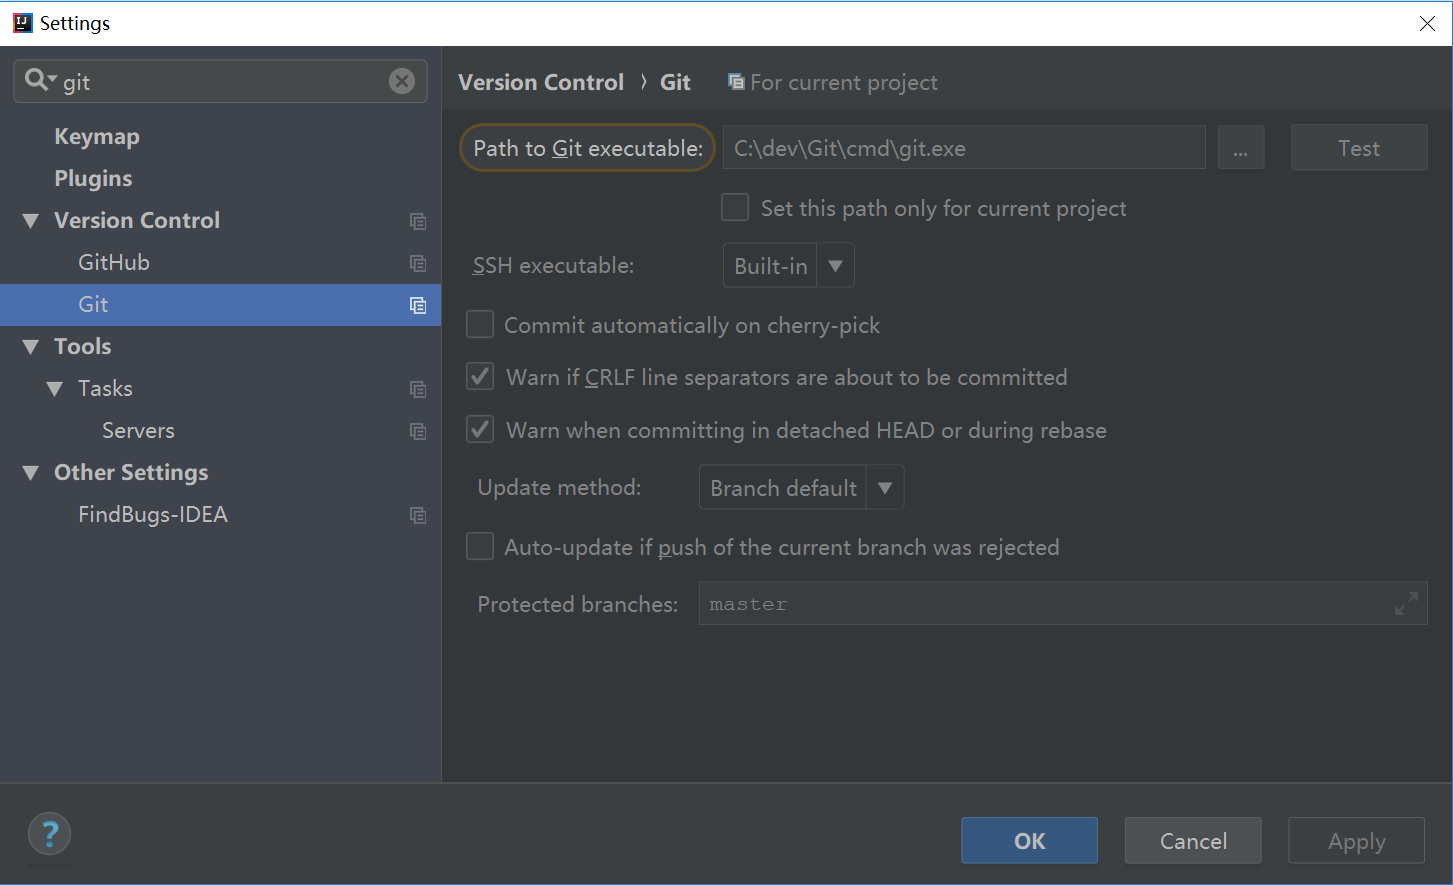 Settings
git
Keymap
Plugins
Version Control
GitHub
Git
Tools
Tasks
Servers
Other Settings
FindBugs-IDEA
Version Control › Git For current project
Path to Git executable: C:\dev\Git\cmd\git.exe ... Test
Set this path only for current project
SSH executable: Built-in
Commit automatically on cherry-pick
Warn if CRLF line separators are about to be committed
Warn when committing in detached HEAD or during rebase
Update method: Branch default
Auto-update if push of the current branch was rejected
Protected branches: master
? OK Cancel Apply